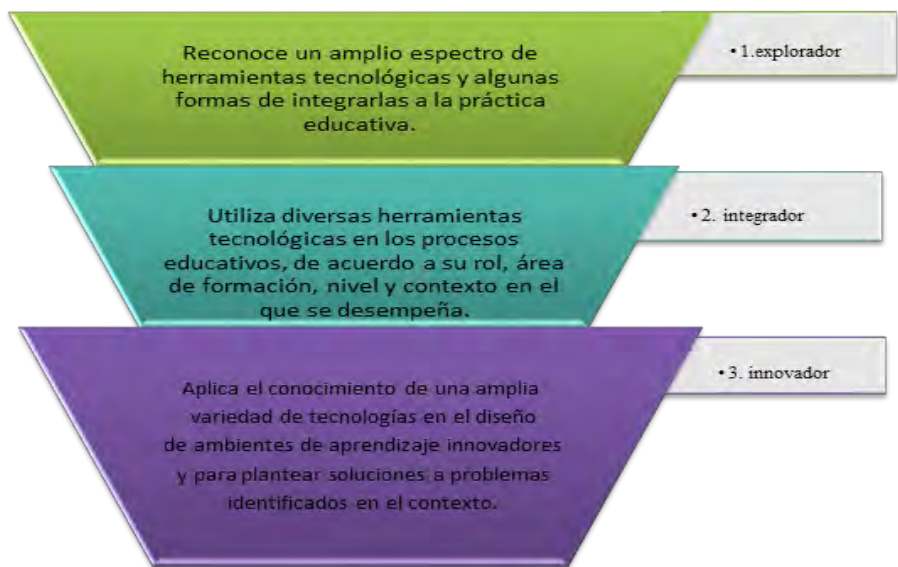 Reconoce un amplio espectro de
herramientas tecnológicas y algunas
formas de integrarlas a la práctica
educativa.
• 1.explorador
Utiliza diversas herramientas
tecnológicas en los procesos
educativos, de acuerdo a su rol, área
de formación, nivel y contexto en el
que se desempeña.
• 2. integrador
Aplica el conocimiento de una amplia
variedad de tecnologías en el diseño
de ambientes de aprendizaje innovadores
y para plantear soluciones a problemas
identificados en el contexto.
• 3. innovador